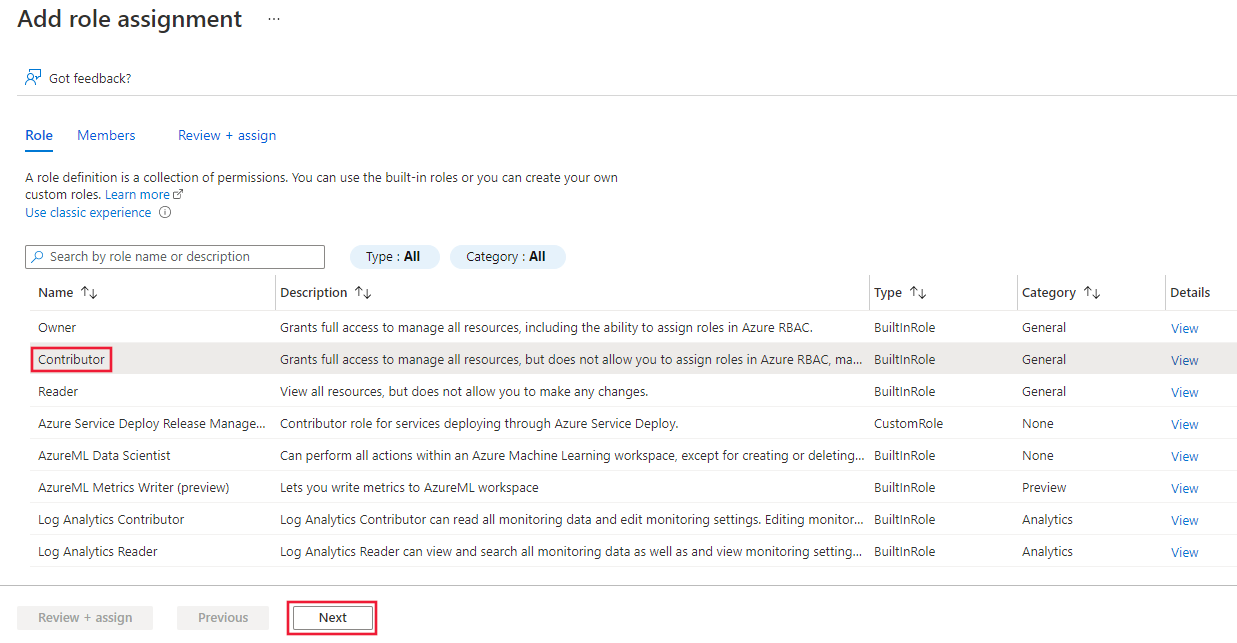 Add role assignment ...
Got feedback?
Role Members Review + assign
A role definition is a collection of permissions. You can use the built-in roles or you can create your own
custom roles. Learn more
Use classic experience
Search by role name or description Type : All Category : All
Name Description Type Category Details
Owner Grants full access to manage all resources, including the ability to assign roles in Azure RBAC. BuiltInRole General View
Contributor Grants full access to manage all resources, but does not allow you to assign roles in Azure RBAC, ma... BuiltInRole General View
Reader View all resources, but does not allow you to make any changes. BuiltInRole General View
Azure Service Deploy Release Manage... Contributor role for services deploying through Azure Service Deploy. CustomRole None View
AzureML Data Scientist Can perform all actions within an Azure Machine Learning workspace, except for creating or deleting... BuiltInRole None View
AzureML Metrics Writer (preview) Lets you write metrics to AzureML workspace BuiltInRole Preview View
Log Analytics Contributor Log Analytics Contributor can read all monitoring data and edit monitoring settings. Editing monitor... BuiltInRole Analytics View
Log Analytics Reader Log Analytics Reader can view and search all monitoring data as well as and view monitoring setting... BuiltInRole Analytics View
Review + assign Previous Next